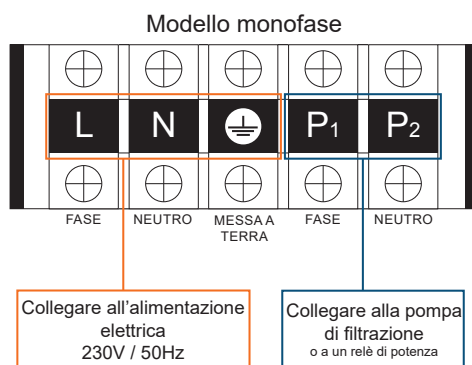 Modello monofase
L N P1 P2
FASE NEUTRO MESSA A TERRA FASE NEUTRO
Collegare all'alimentazione
elettrica
230V / 50Hz
Collegare alla pompa
di filtrazione
o a un relè di potenza